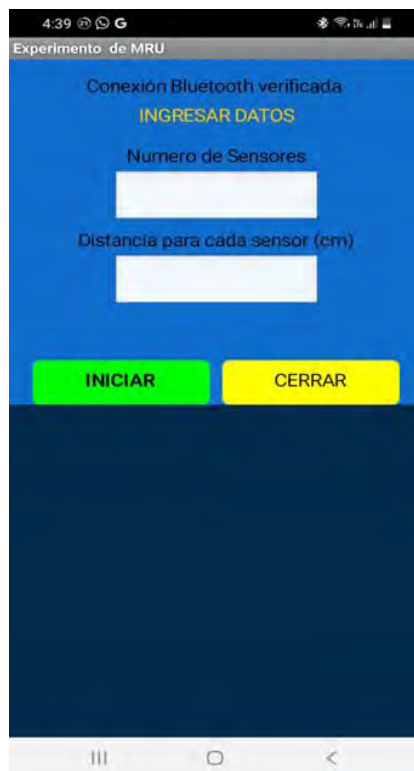 4:39 G
Experimento de MRU
Conexión Bluetooth verificada
INGRESAR DATOS
Numero de Sensores
Distancia para cada sensor (cm)
INICIAR CERRAR